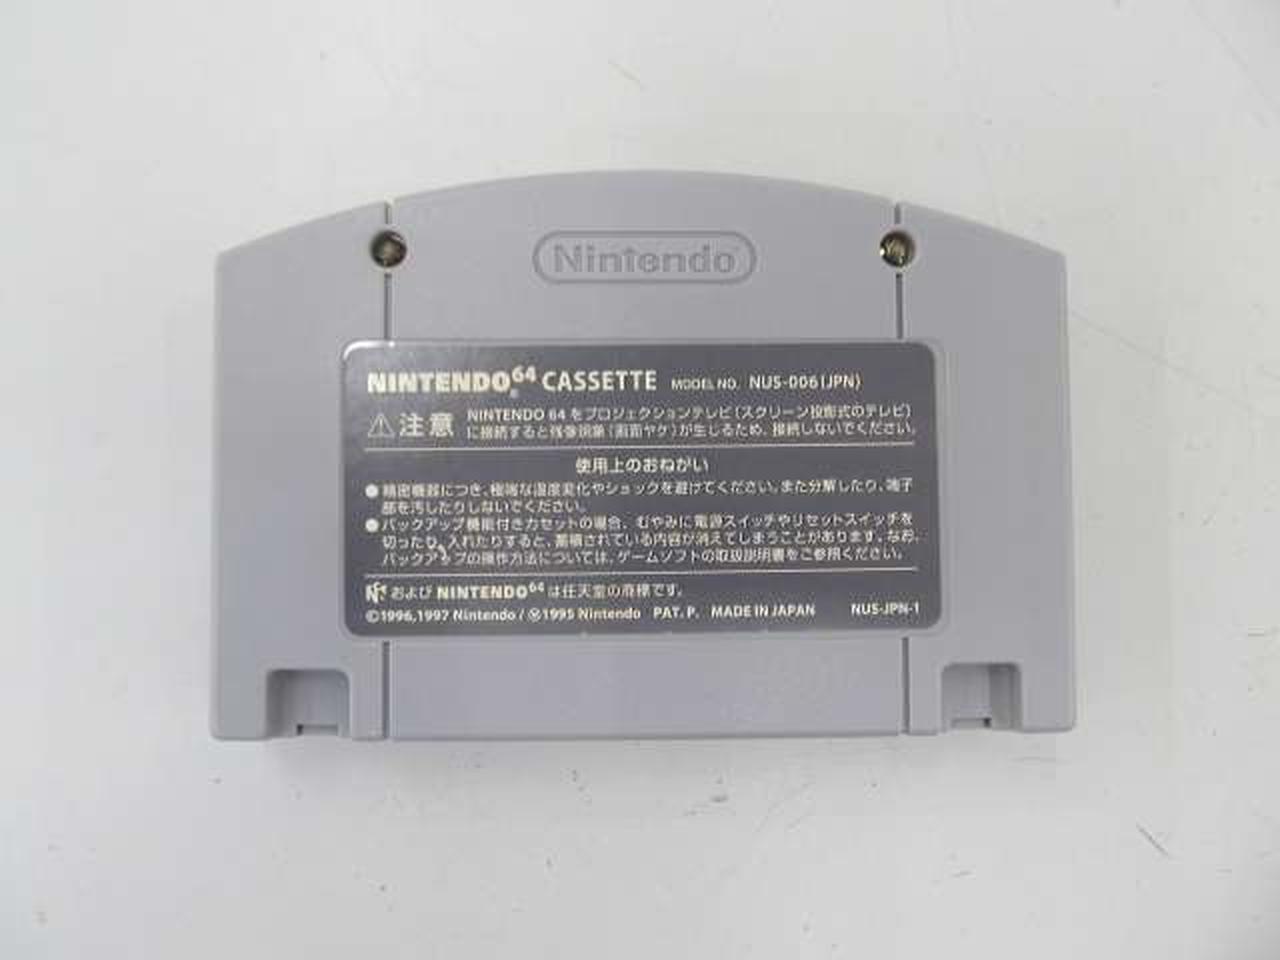 Nintendo
NINTENDO64 CASSETTE MODEL NO. NUS-006(JPN)
注意 NINTENDO 64 をプロジェクションテレビ(スクリーン投影式のテレビ)
に接続すると残像現象(画面ヤケ)が生じるため、接続しないでください。
使用上のおねがい
●精密機器につき、極端な温度変化やショックを避けてください。また分解したり、端子
部を汚したりしないでください。
●バックアップ機能付きカセットの場合、むやみに電源スイッチやリセットスイッチを
切ったり、入れたりすると、蓄積されている内容が消えてしまうことがあります。なお、
バックアップの操作方法については、ゲームソフトの取扱説明書をご参照ください。
および NINTENDO64 は任天堂の商標です。
©1996,1997 Nintendo / Ⓜ1995 Nintendo PAT. P. MADE IN JAPAN NUS-JPN-1